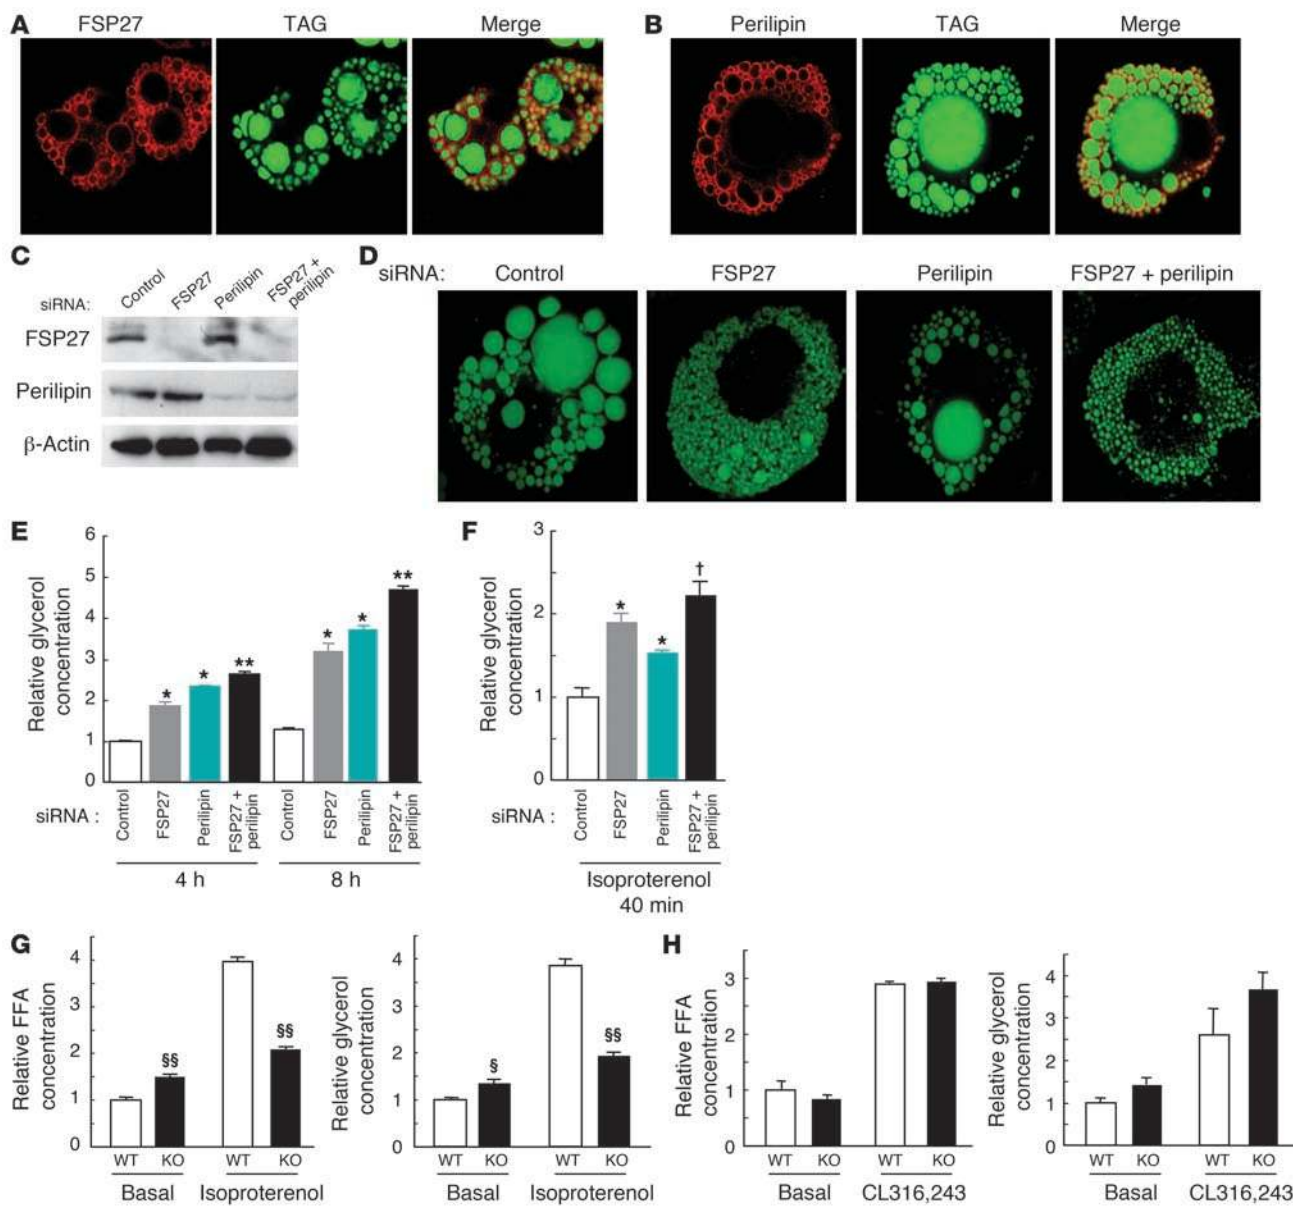 A FSP27 TAG Merge
B Perilipin TAG Merge
C
siRNA: Control FSP27 Perilipin FSP27 + perilipin
FSP27
Perilipin
β-Actin
D siRNA: Control FSP27 Perilipin FSP27 + perilipin
E
Relative glycerol concentration
6
5
4
3
2
1
0
* * ** * * **
siRNA : Control FSP27 Perilipin FSP27 + perilipin Control FSP27 Perilipin FSP27 + perilipin
4 h 8 h
F
Relative glycerol concentration
3
2
1
0
* * †
siRNA : Control FSP27 Perilipin FSP27 + perilipin
Isoproterenol
40 min
G
Relative FFA concentration
4
3
2
1
0
§§ §§
WT KO WT KO
Basal Isoproterenol
Relative glycerol concentration
4
3
2
1
0
§ §§
WT KO WT KO
Basal Isoproterenol
H
Relative FFA concentration
3
2
1
0
WT KO WT KO
Basal CL316,243
Relative glycerol concentration
4
3
2
1
0
WT KO WT KO
Basal CL316,243